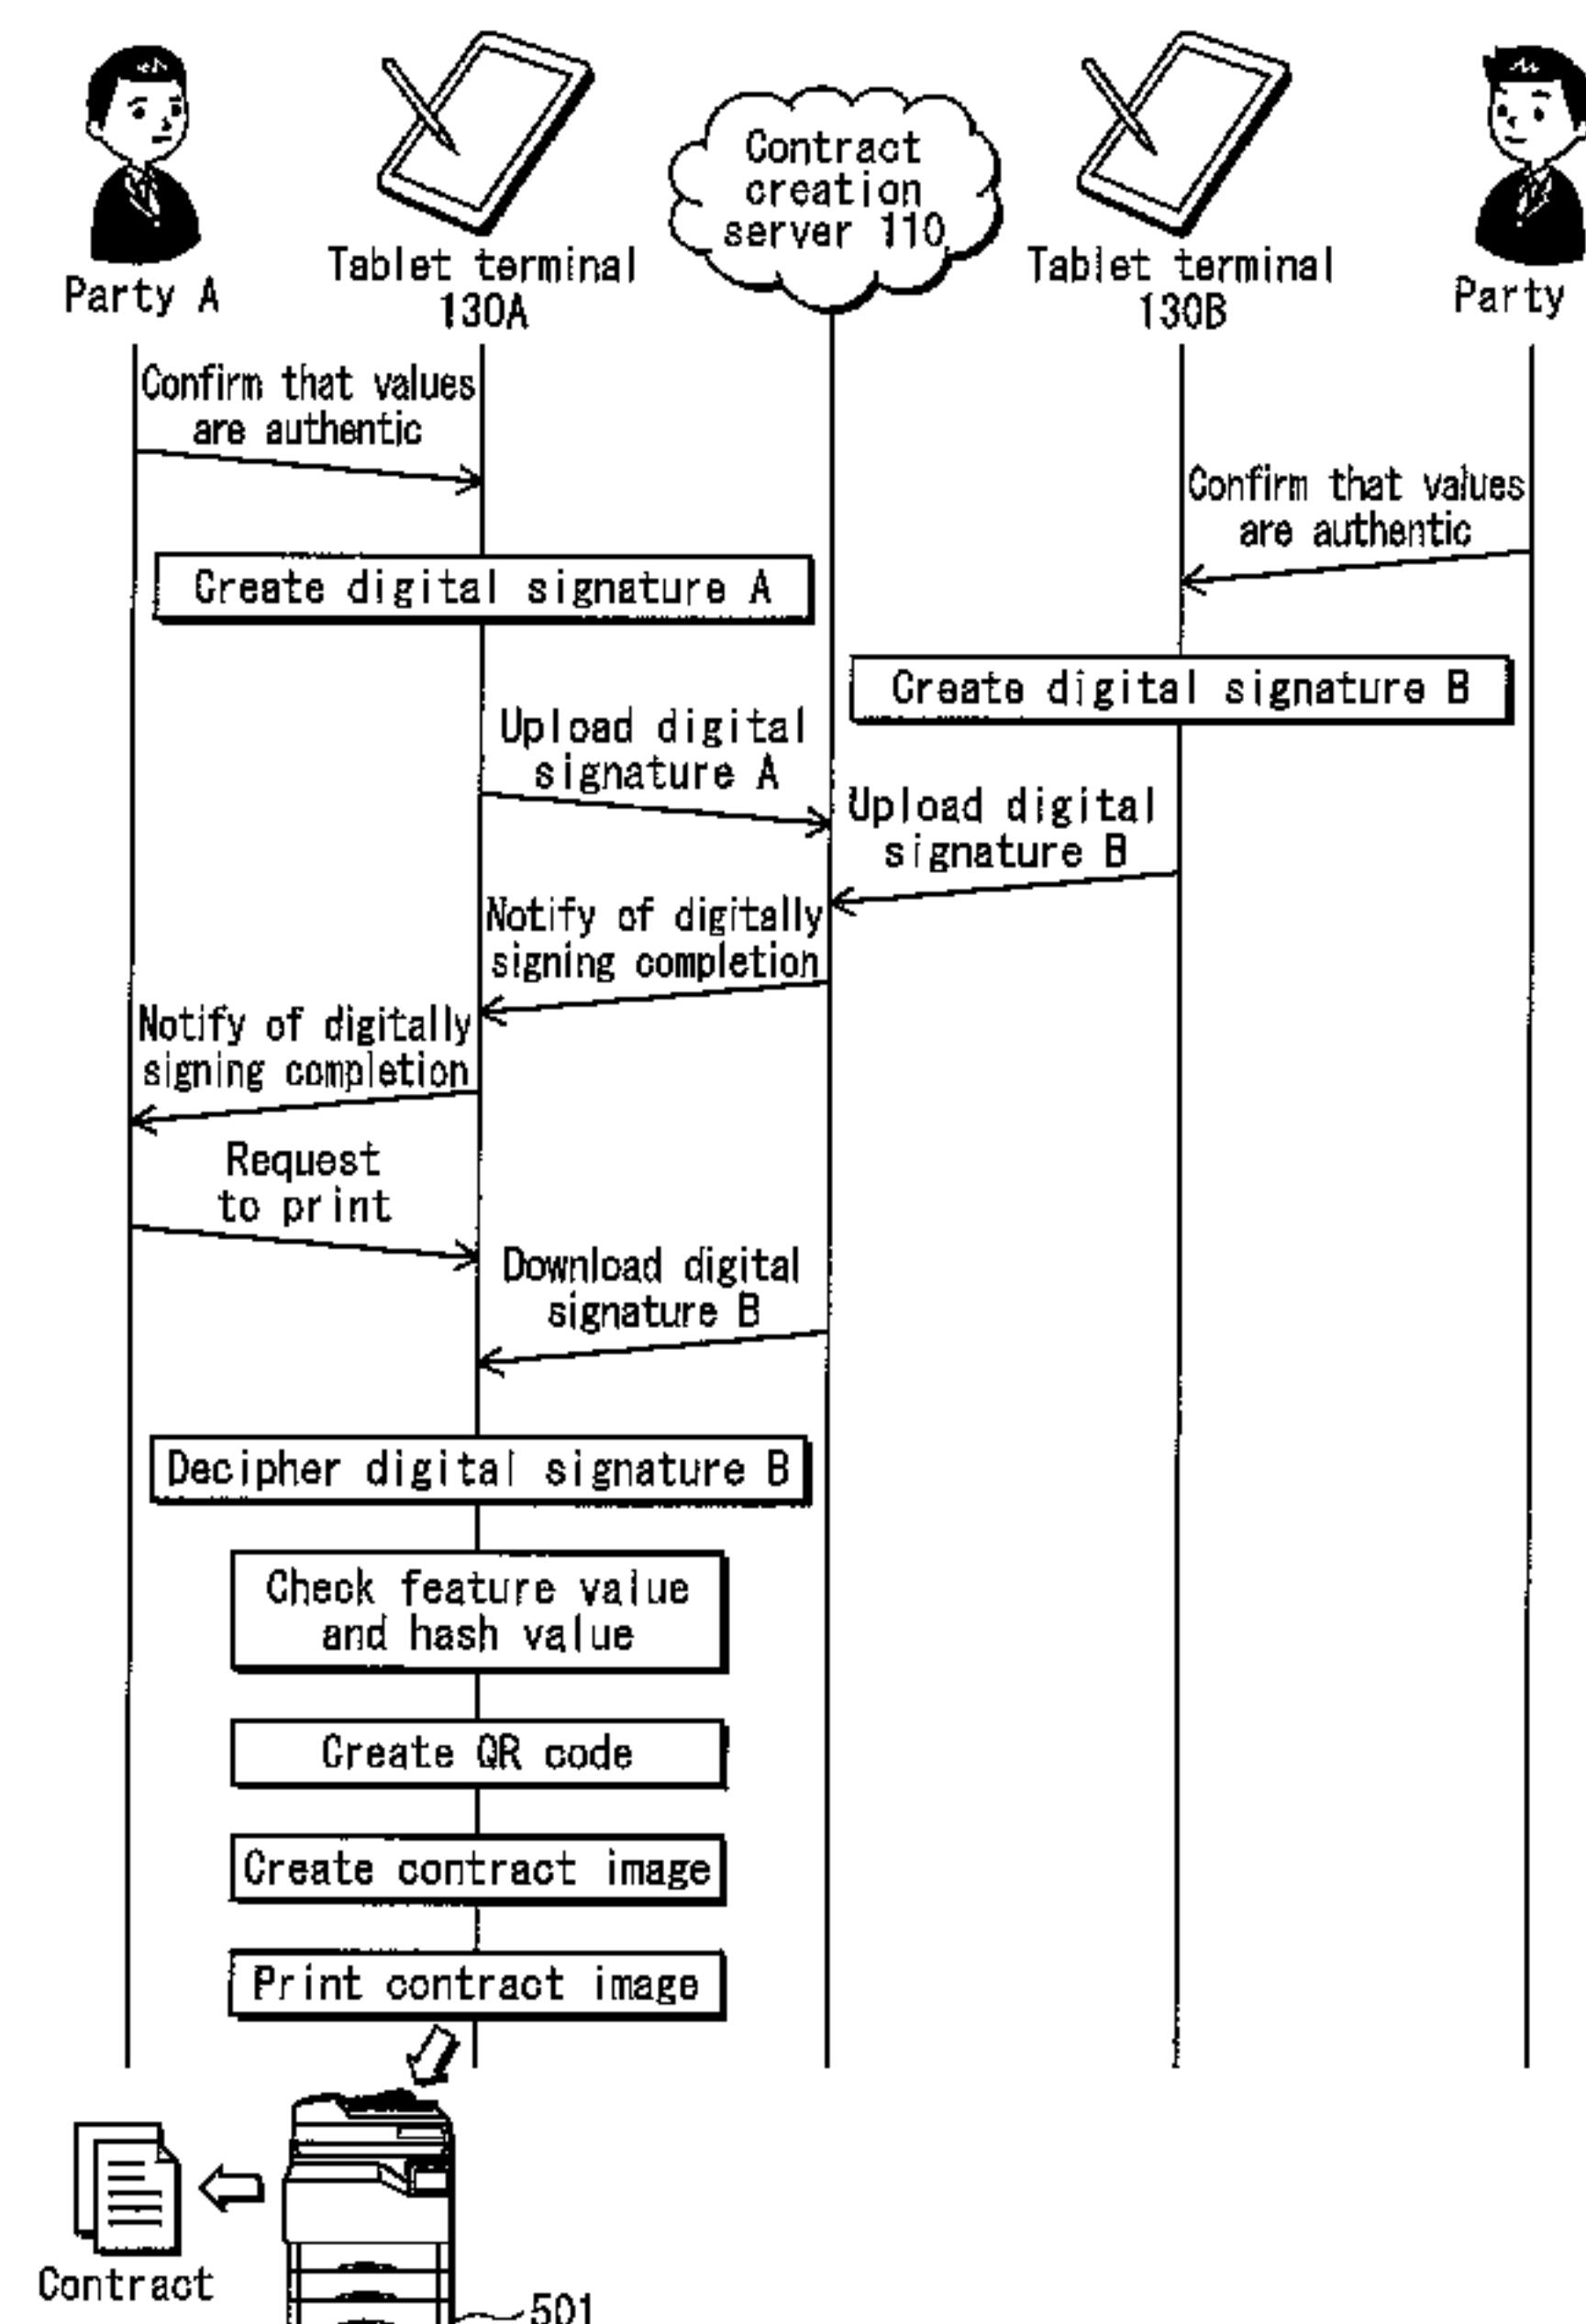 Contract
creation
server 110
Party A
Tablet terminal
130A
Tablet terminal
130B
Party
Confirm that values
are authentic
Confirm that values
are authentic
Create digital signature A
Create digital signature B
Upload digital
signature A
Upload digital
signature B
Notify of digitally
signing completion
Notify of digitally
signing completion
Request
to print
Download digital
signature B
Decipher digital signature B
Check feature value
and hash value
Create QR code
Create contract image
Print contract image
Contract
501